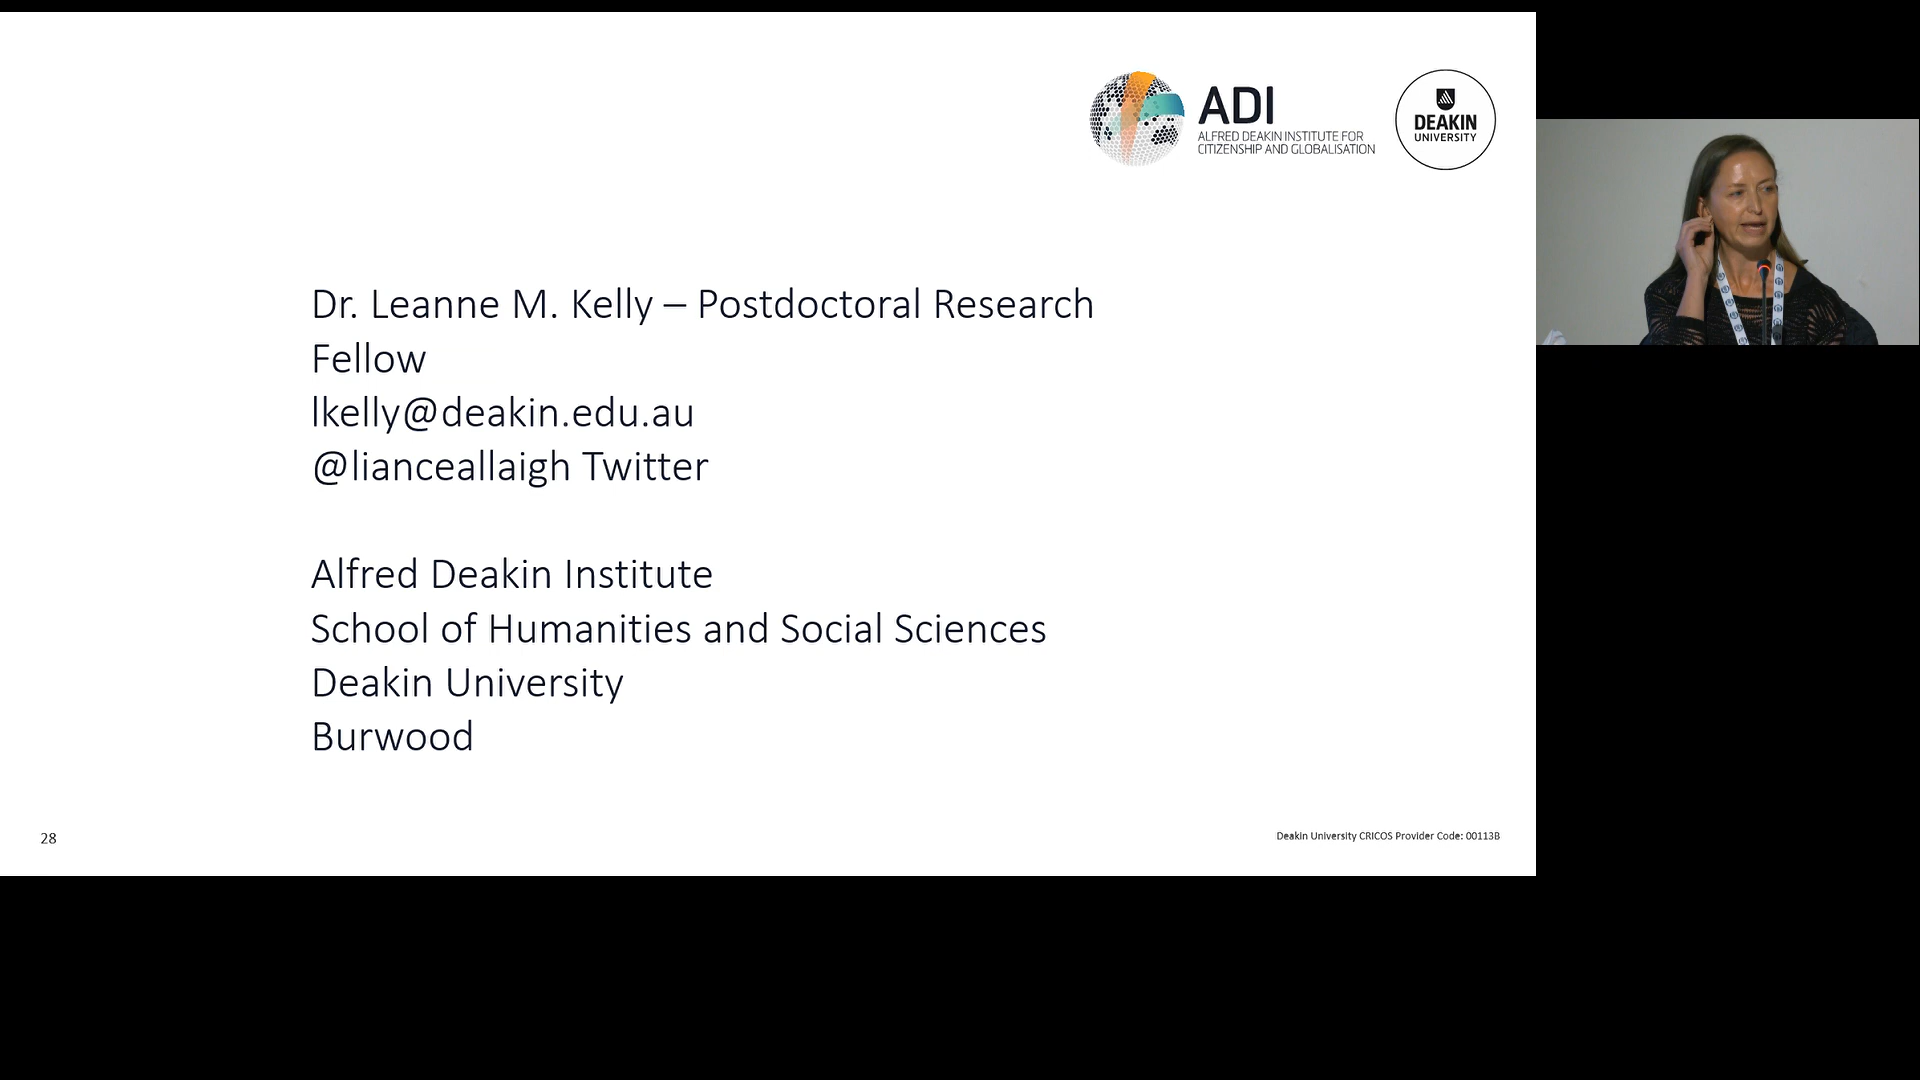 ADI
ALFRED DEAKIN INSTITUTE FOR
CITIZENSHIP AND GLOBALISATION
DEAKIN
UNIVERSITY
Dr. Leanne M. Kelly – Postdoctoral Research
Fellow
lkelly@deakin.edu.au
@lianceallaigh Twitter
Alfred Deakin Institute
School of Humanities and Social Sciences
Deakin University
Burwood
28
Deakin University CRICOS Provider Code: 00113B